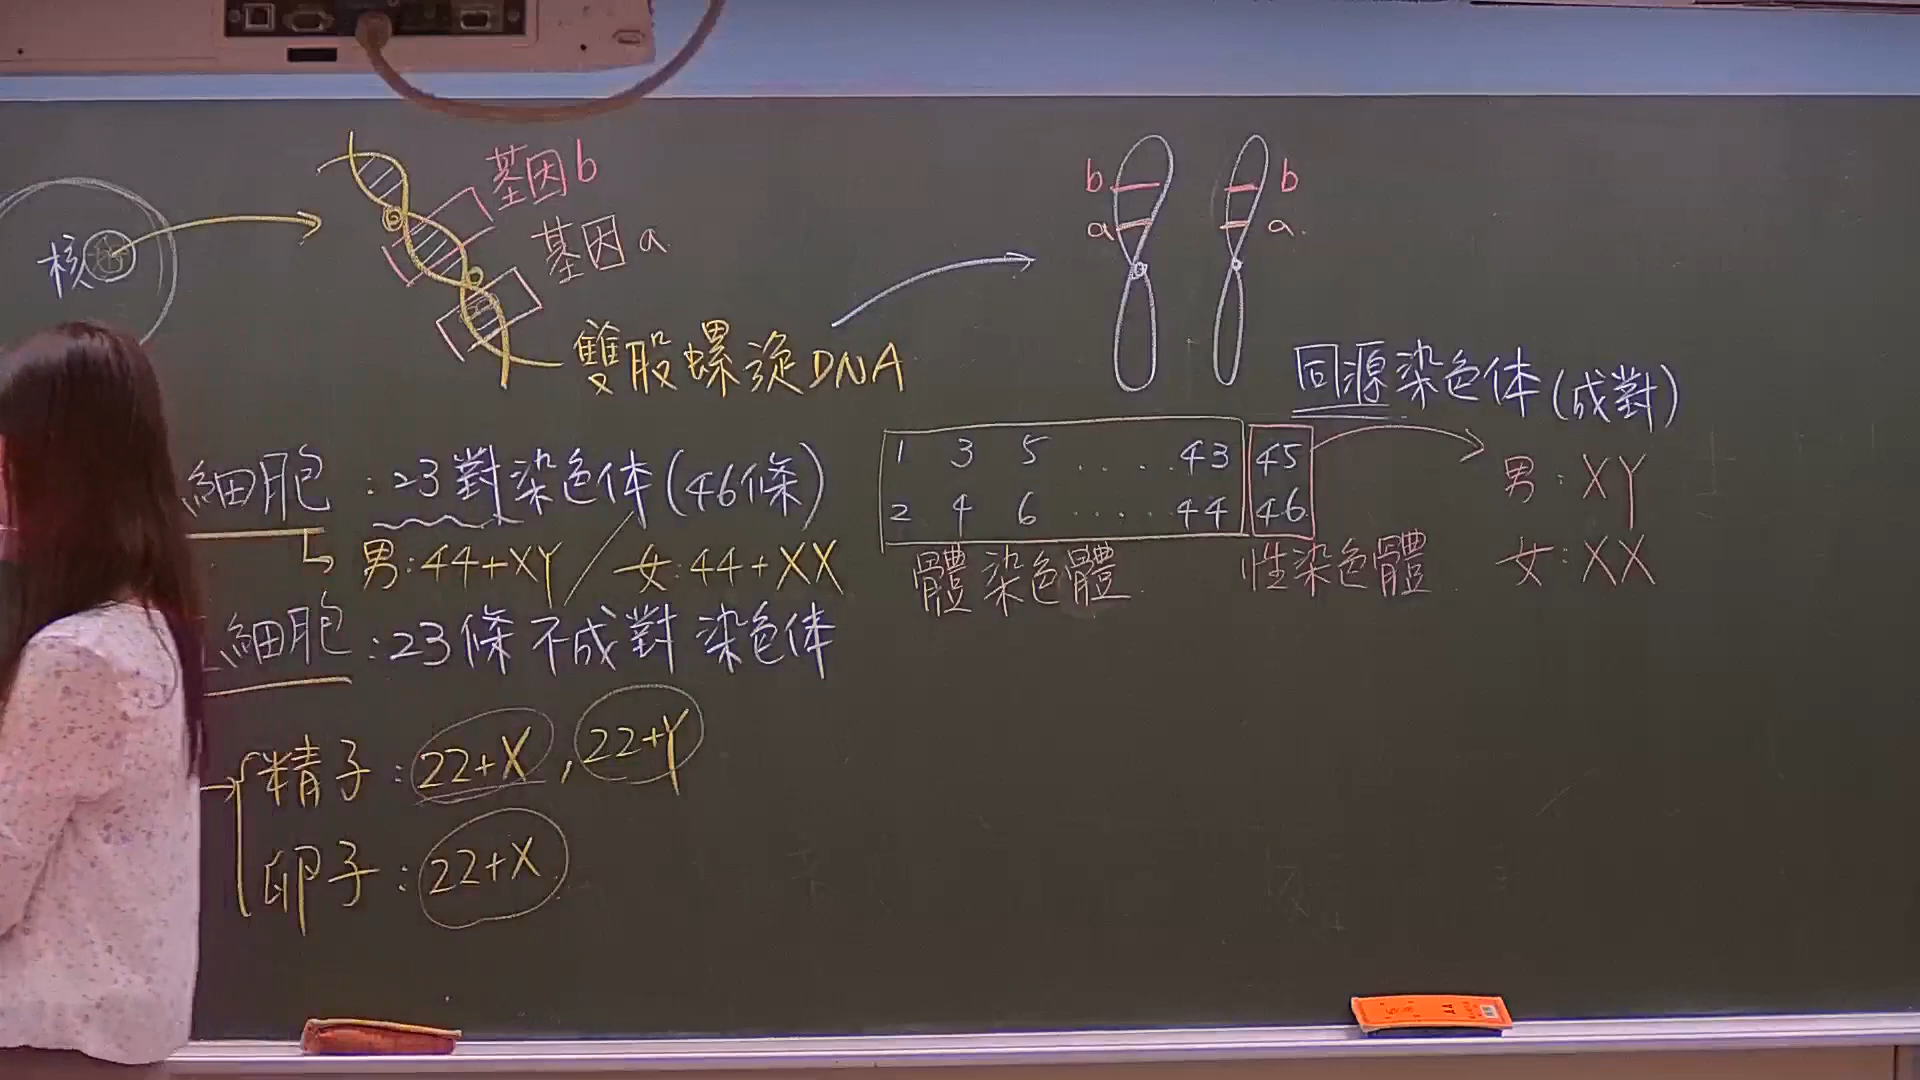 核
基因b
基因a
雙股螺旋DNA
b b
a a
同源染色体(成對)
細胞:23對染色体(46條)
男:44+XY/女:44+XX
細胞:23條不成對染色体
精子:22+X,22+Y
卵子:22+X
1 3 5 ..... 43 45
2 4 6 ..... 44 46
體染色體 性染色體
男:XY
女:XX